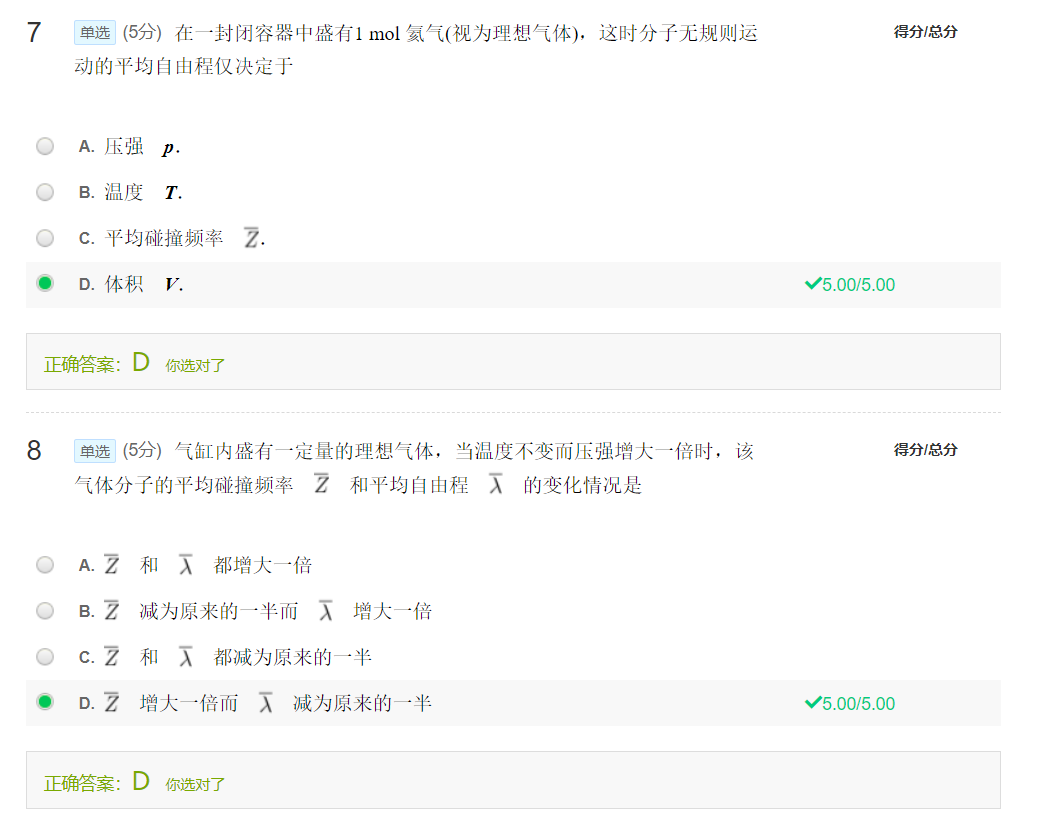 7 单选 (5分) 在一封闭容器中盛有1 mol 氦气(视为理想气体)，这时分子无规则运 得分/总分
动的平均自由程仅决定于
A. 压强 p.
B. 温度 T.
C. 平均碰撞频率 Z̅.
D. 体积 V. 5.00/5.00
正确答案：D 你选对了
8 单选 (5分) 气缸内盛有一定量的理想气体，当温度不变而压强增大一倍时，该 得分/总分
气体分子的平均碰撞频率 Z̅ 和平均自由程 λ̅ 的变化情况是
A. Z̅ 和 λ̅ 都增大一倍
B. Z̅ 减为原来的一半而 λ̅ 增大一倍
C. Z̅ 和 λ̅ 都减为原来的一半
D. Z̅ 增大一倍而 λ̅ 减为原来的一半 5.00/5.00
正确答案：D 你选对了